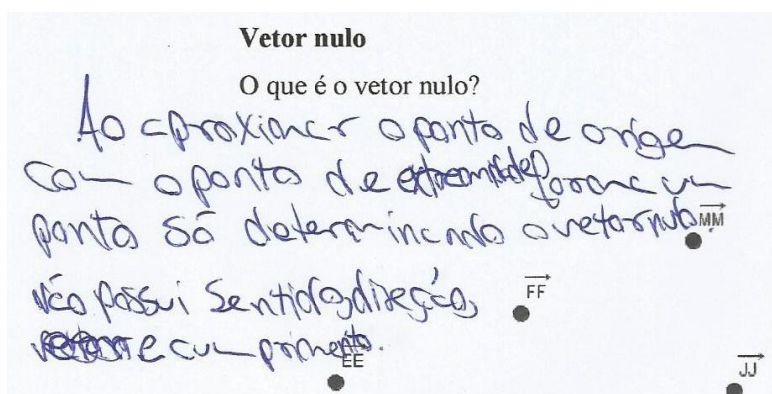 Vetor nulo
O que é o vetor nulo?
Ao aproximar o ponto de origem
com o ponto de extremidade forma um
ponto só determinando o vetor nulo.
MM
não possui sentido, direção,
FF
e cumprimento.
EE
JJ